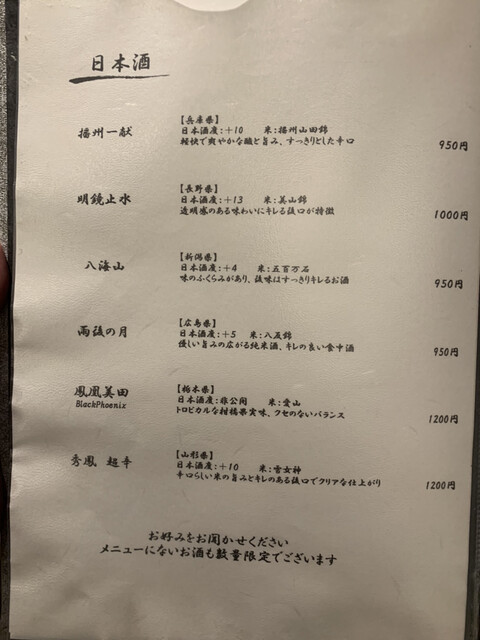 日本酒
播州一献
【兵庫県】
日本酒度：+10　米：播州山田錦
軽快で爽やかな酸と旨み、すっきりとした辛口
950円
明鏡止水
【長野県】
日本酒度：+13　米：美山錦
透明感のある味わいにキレる後口が特徴
1000円
八海山
【新潟県】
日本酒度：+4　米：五百万石
味のふくらみがあり、後味はすっきりキレるお酒
950円
雨後の月
【広島県】
日本酒度：+5　米：八反錦
優しい旨みの広がる純米酒、キレの良い食中酒
950円
鳳凰美田
BlackPhoenix
【栃木県】
日本酒度：非公開　米：愛山
トロピカルな柑橘果実味、クセのないバランス
1200円
秀鳳 超辛
【山形県】
日本酒度：+10　米：雪女神
辛口らしい米の旨みとキレのある後口でクリアな仕上がり
1200円
お好みをお聞かせください
メニューにないお酒も数量限定でございます